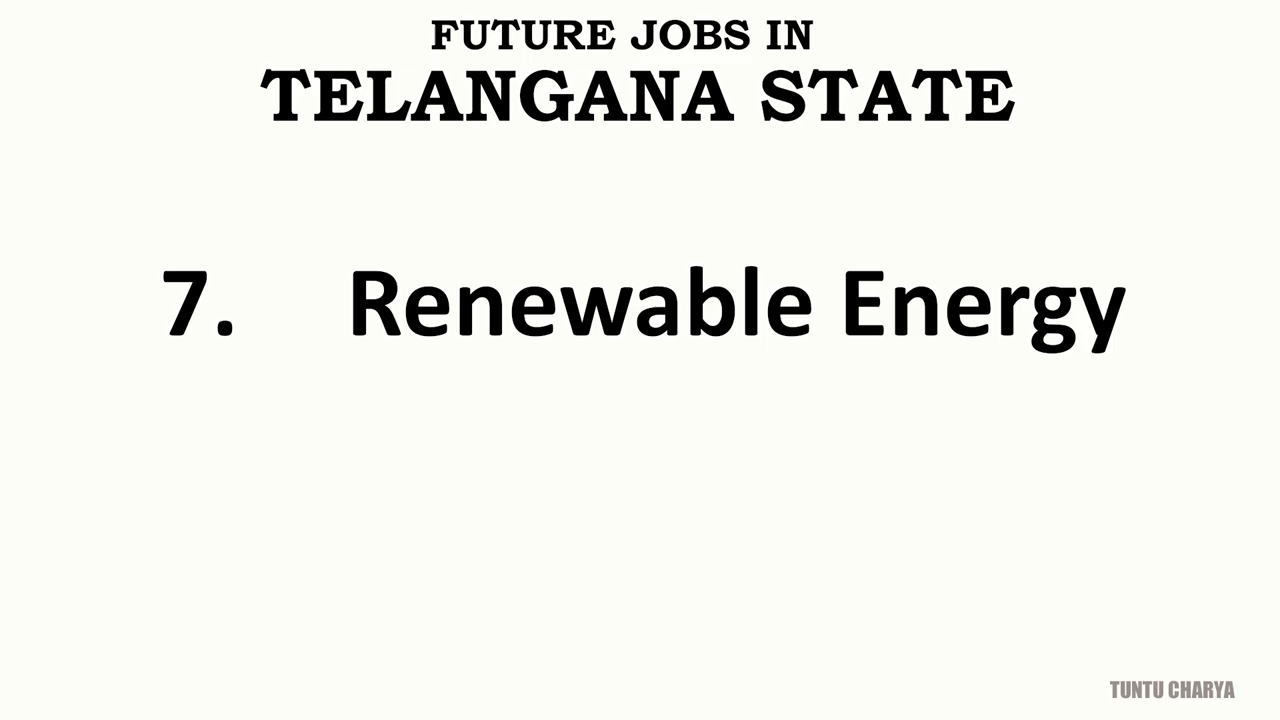 FUTURE JOBS IN
TELANGANA STATE
7. Renewable Energy
TUNTU CHARYA